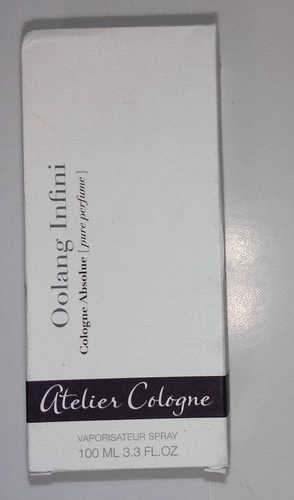 Oolang Infini
Cologne Absolue [pure perfume]
Atelier Cologne
VAPORISATEUR SPRAY
100 ML 3.3 FL.OZ